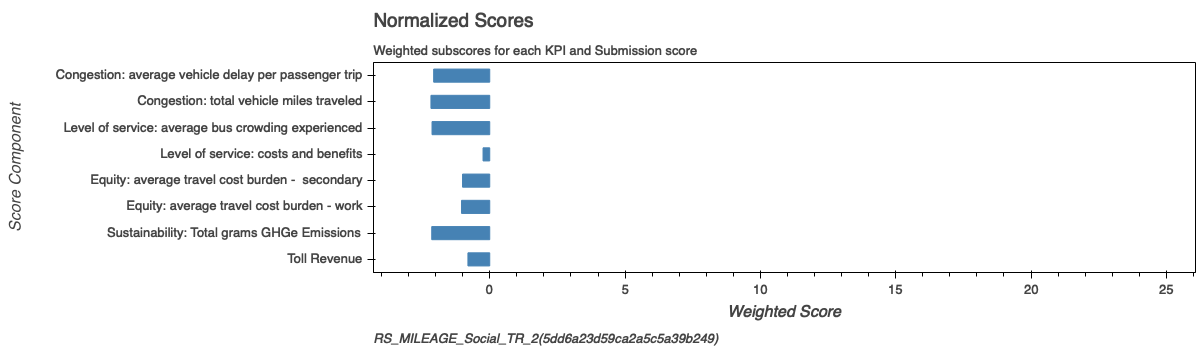 Normalized Scores
Weighted subscores for each KPI and Submission score
Score Component
Congestion: average vehicle delay per passenger trip
Congestion: total vehicle miles traveled
Level of service: average bus crowding experienced
Level of service: costs and benefits
Equity: average travel cost burden -  secondary
Equity: average travel cost burden - work
Sustainability: Total grams GHGe Emissions
Toll Revenue
0 5 10 15 20 25
Weighted Score
RS_MILEAGE_Social_TR_2(5dd6a23d59ca2a5c5a39b249)